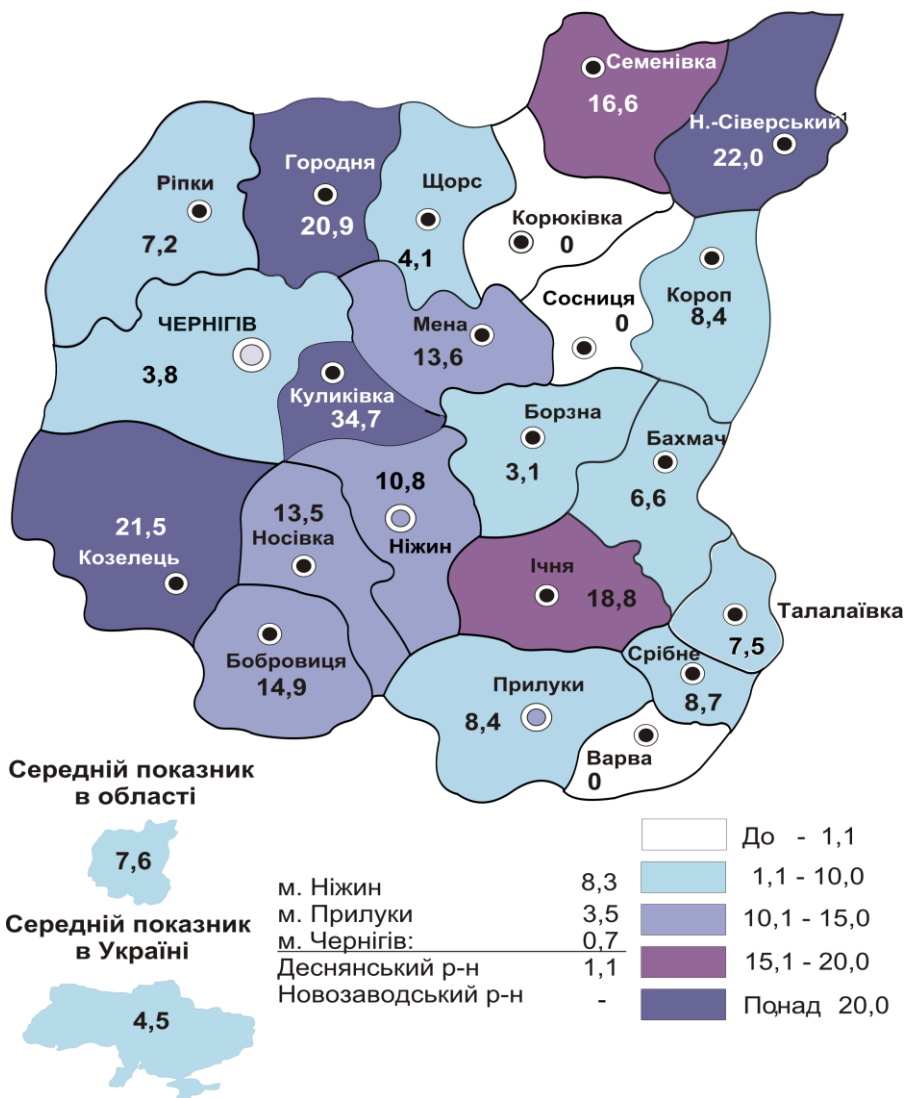 Семенівка
16,6
Н.-Сіверський
22,0
Городня
20,9
Щорс
4,1
Ріпки
7,2
Корюківка
0
Сосниця
0
Короп
8,4
ЧЕРНІГІВ
3,8
Мена
13,6
Куликівка
34,7
Борзна
3,1
Бахмач
6,6
10,8
Ніжин
13,5
Носівка
21,5
Козелець
Ічня
18,8
Талалаївка
7,5
Бобровиця
14,9
Срібне
8,7
Прилуки
8,4
Варва
0
Середній показник
в області
7,6
Середній показник
в Україні
4,5
м. Ніжин 8,3
м. Прилуки 3,5
м. Чернігів: 0,7
Деснянський р-н 1,1
Новозаводський р-н -
До - 1,1
1,1 - 10,0
10,1 - 15,0
15,1 - 20,0
Понад 20,0